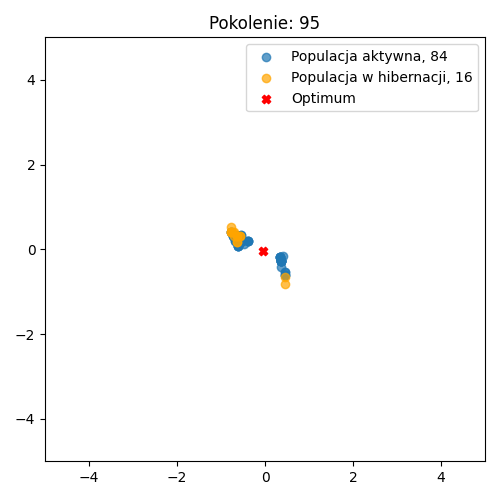 Pokolenie: 95
Populacja aktywna, 84
Populacja w hibernacji, 16
Optimum
4
2
0
−2
−4
−4
−2
0
2
4